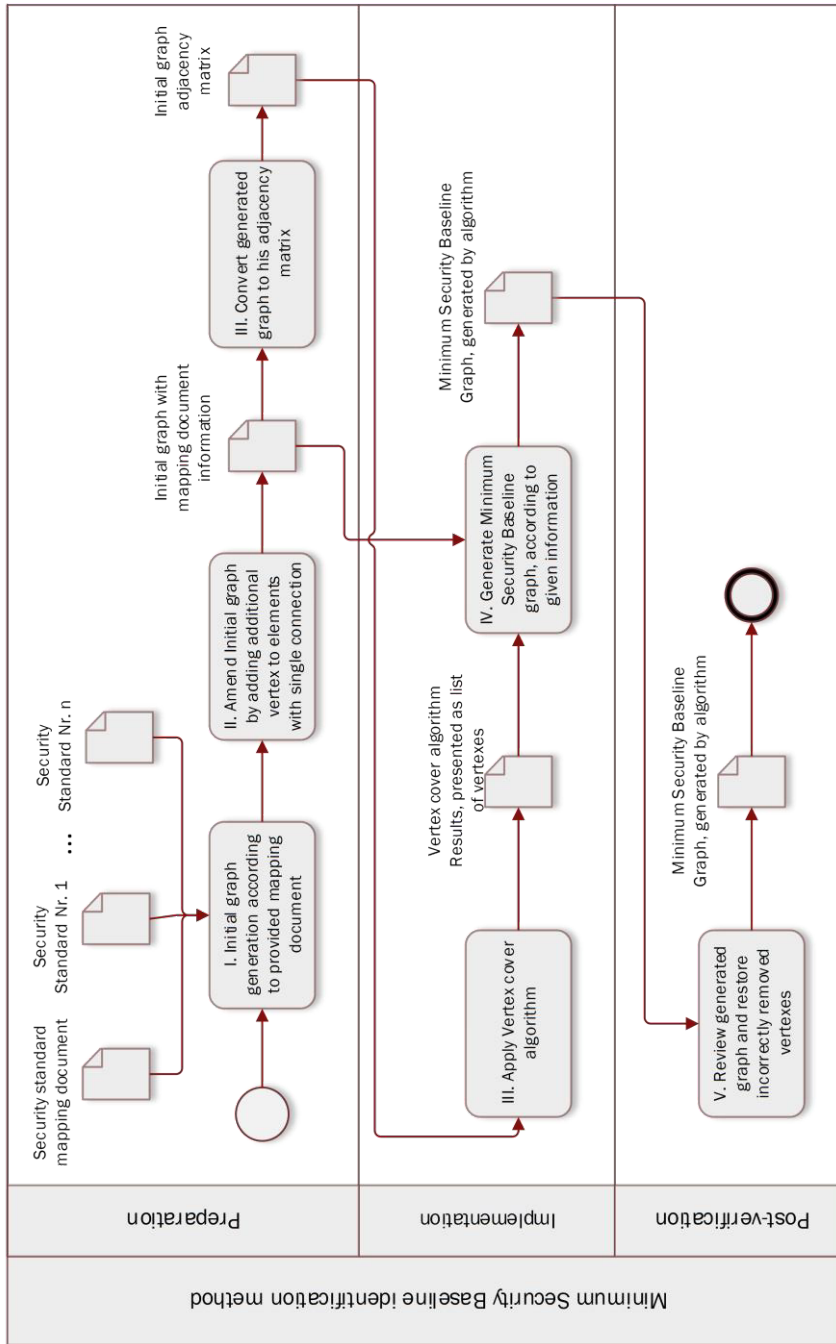 Minimum Security Baseline identification method
Preparation
Security standard
mapping document
Security
Standard Nr. 1
...
Security
Standard Nr. n
I. Initial graph
generation according
to provided mapping
document
II. Amend Initial graph
by adding additional
vertex to elements
with single connection
Initial graph with
mapping document
information
III. Convert generated
graph to his adjacency
matrix
Initial graph
adjacency
matrix
Implementation
III. Apply Vertex cover
algorithm
Vertex cover algorithm
Results, presented as list
of vertexes
IV. Generate Minimum
Security Baseline
graph, according to
given information
Minimum Security Baseline
Graph, generated by algorithm
Post-verification
V. Review generated
graph and restore
incorrectly removed
vertexes
Minimum Security Baseline
Graph, generated by algorithm